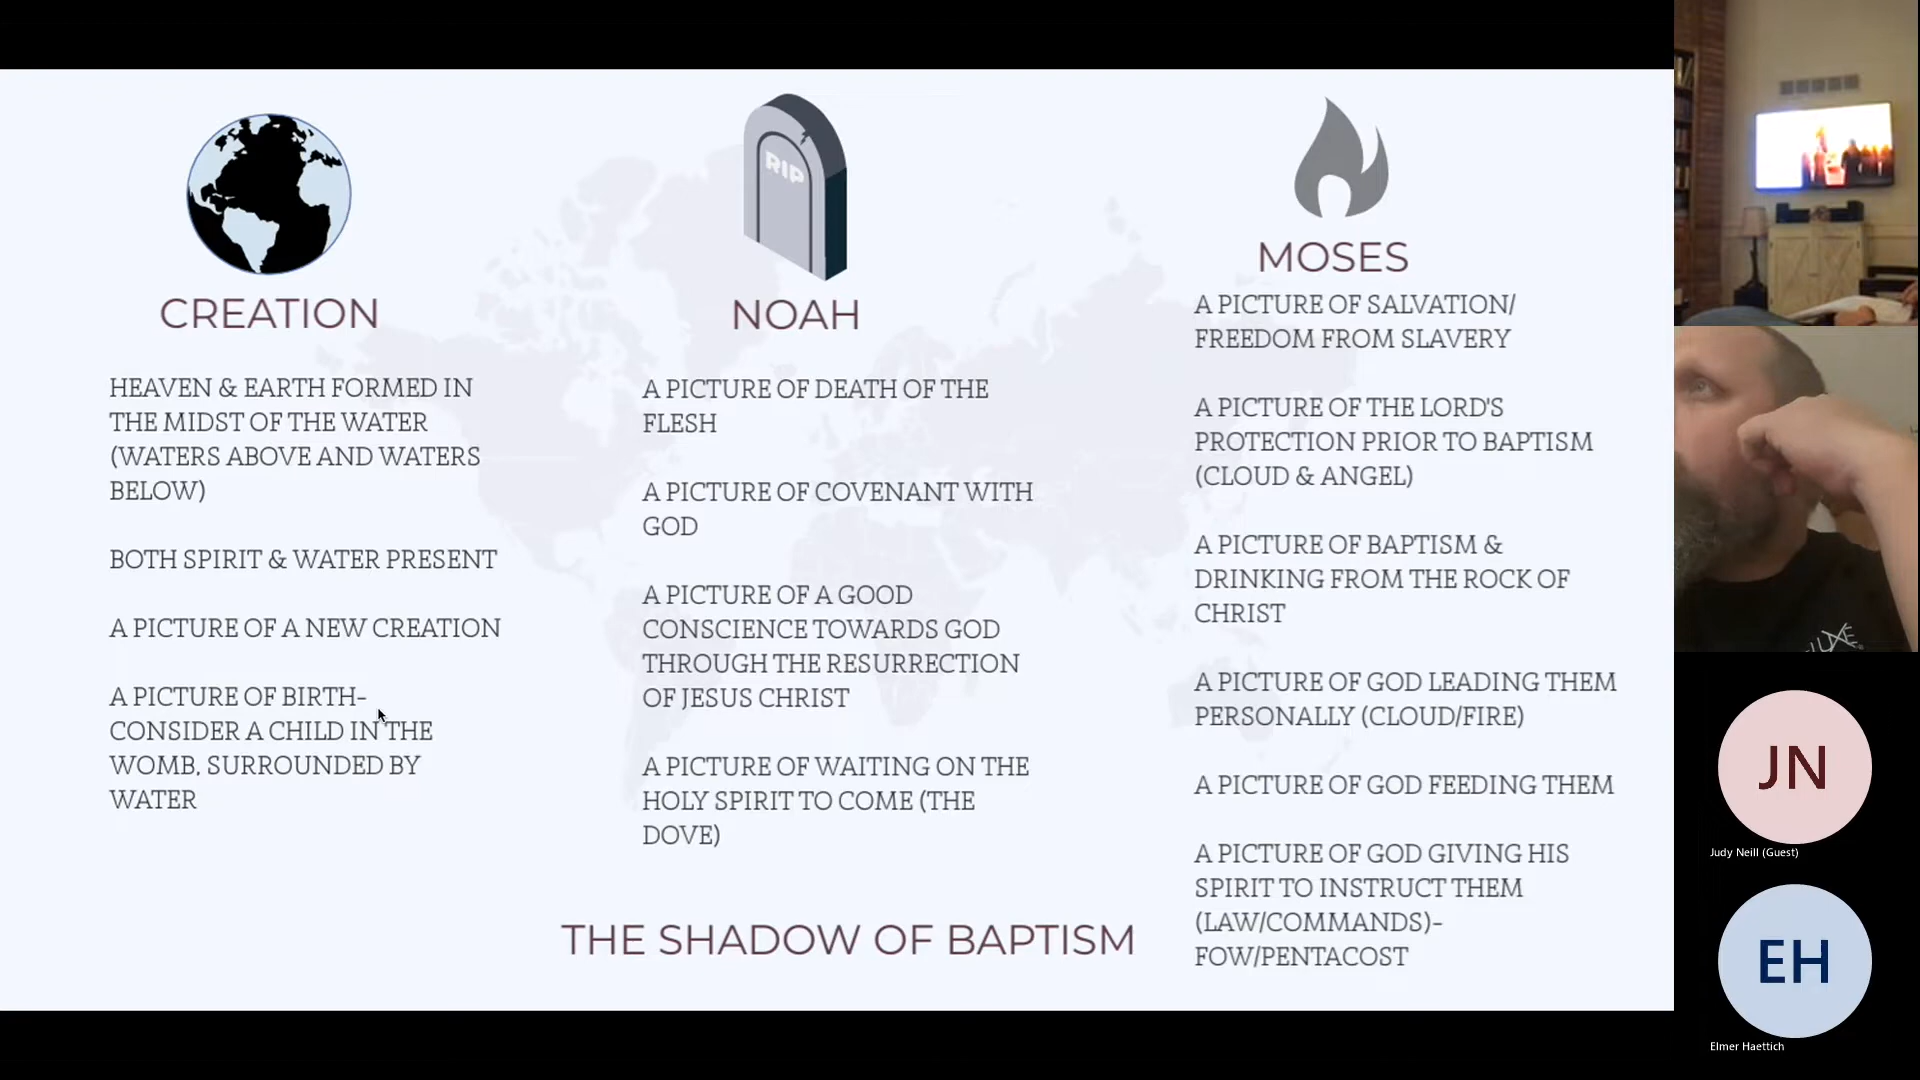 RIP
CREATION
HEAVEN & EARTH FORMED IN
THE MIDST OF THE WATER
(WATERS ABOVE AND WATERS
BELOW)
BOTH SPIRIT & WATER PRESENT
A PICTURE OF A NEW CREATION
A PICTURE OF BIRTH-
CONSIDER A CHILD IN THE
WOMB, SURROUNDED BY
WATER
NOAH
A PICTURE OF DEATH OF THE
FLESH
A PICTURE OF COVENANT WITH
GOD
A PICTURE OF A GOOD
CONSCIENCE TOWARDS GOD
THROUGH THE RESURRECTION
OF JESUS CHRIST
A PICTURE OF WAITING ON THE
HOLY SPIRIT TO COME (THE
DOVE)
MOSES
A PICTURE OF SALVATION/
FREEDOM FROM SLAVERY
A PICTURE OF THE LORD'S
PROTECTION PRIOR TO BAPTISM
(CLOUD & ANGEL)
A PICTURE OF BAPTISM &
DRINKING FROM THE ROCK OF
CHRIST
A PICTURE OF GOD LEADING THEM
PERSONALLY (CLOUD/FIRE)
A PICTURE OF GOD FEEDING THEM
A PICTURE OF GOD GIVING HIS
SPIRIT TO INSTRUCT THEM
(LAW/COMMANDS)-
FOW/PENTACOST
THE SHADOW OF BAPTISM
JN
Judy Neill (Guest)
EH
Elmer Haettich